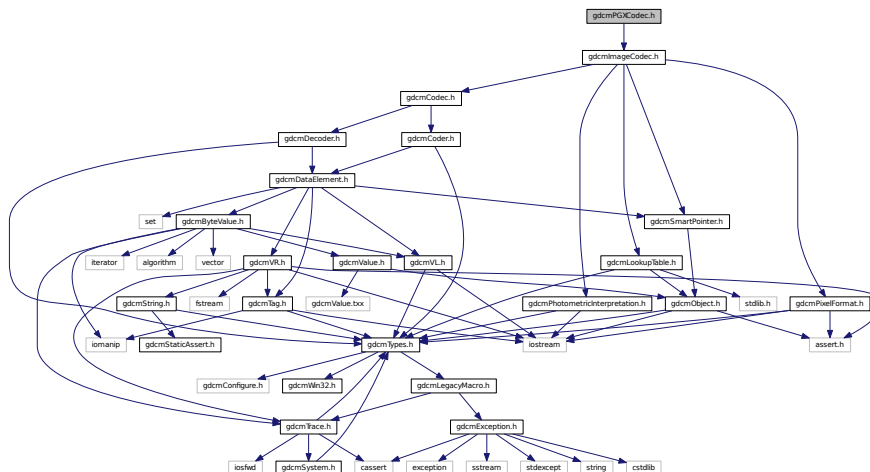 gdcmPGXCodec.h
gdcmImageCodec.h
gdcmCodec.h
gdcmDecoder.h
gdcmCoder.h
gdcmDataElement.h
set
gdcmByteValue.h
gdcmSmartPointer.h
iterator
algorithm
vector
gdcmVR.h
gdcmValue.h
gdcmVL.h
gdcmLookupTable.h
gdcmString.h
fstream
gdcmTag.h
gdcmValue.txx
gdcmPhotometricInterpretation.h
gdcmObject.h
stdlib.h
gdcmPixelFormat.h
iomanip
gdcmStaticAssert.h
gdcmTypes.h
iostream
assert.h
gdcmConfigure.h
gdcmWin32.h
gdcmLegacyMacro.h
gdcmTrace.h
gdcmException.h
iosfwd
gdcmSystem.h
cassert
exception
sstream
stdexcept
string
cstdlib